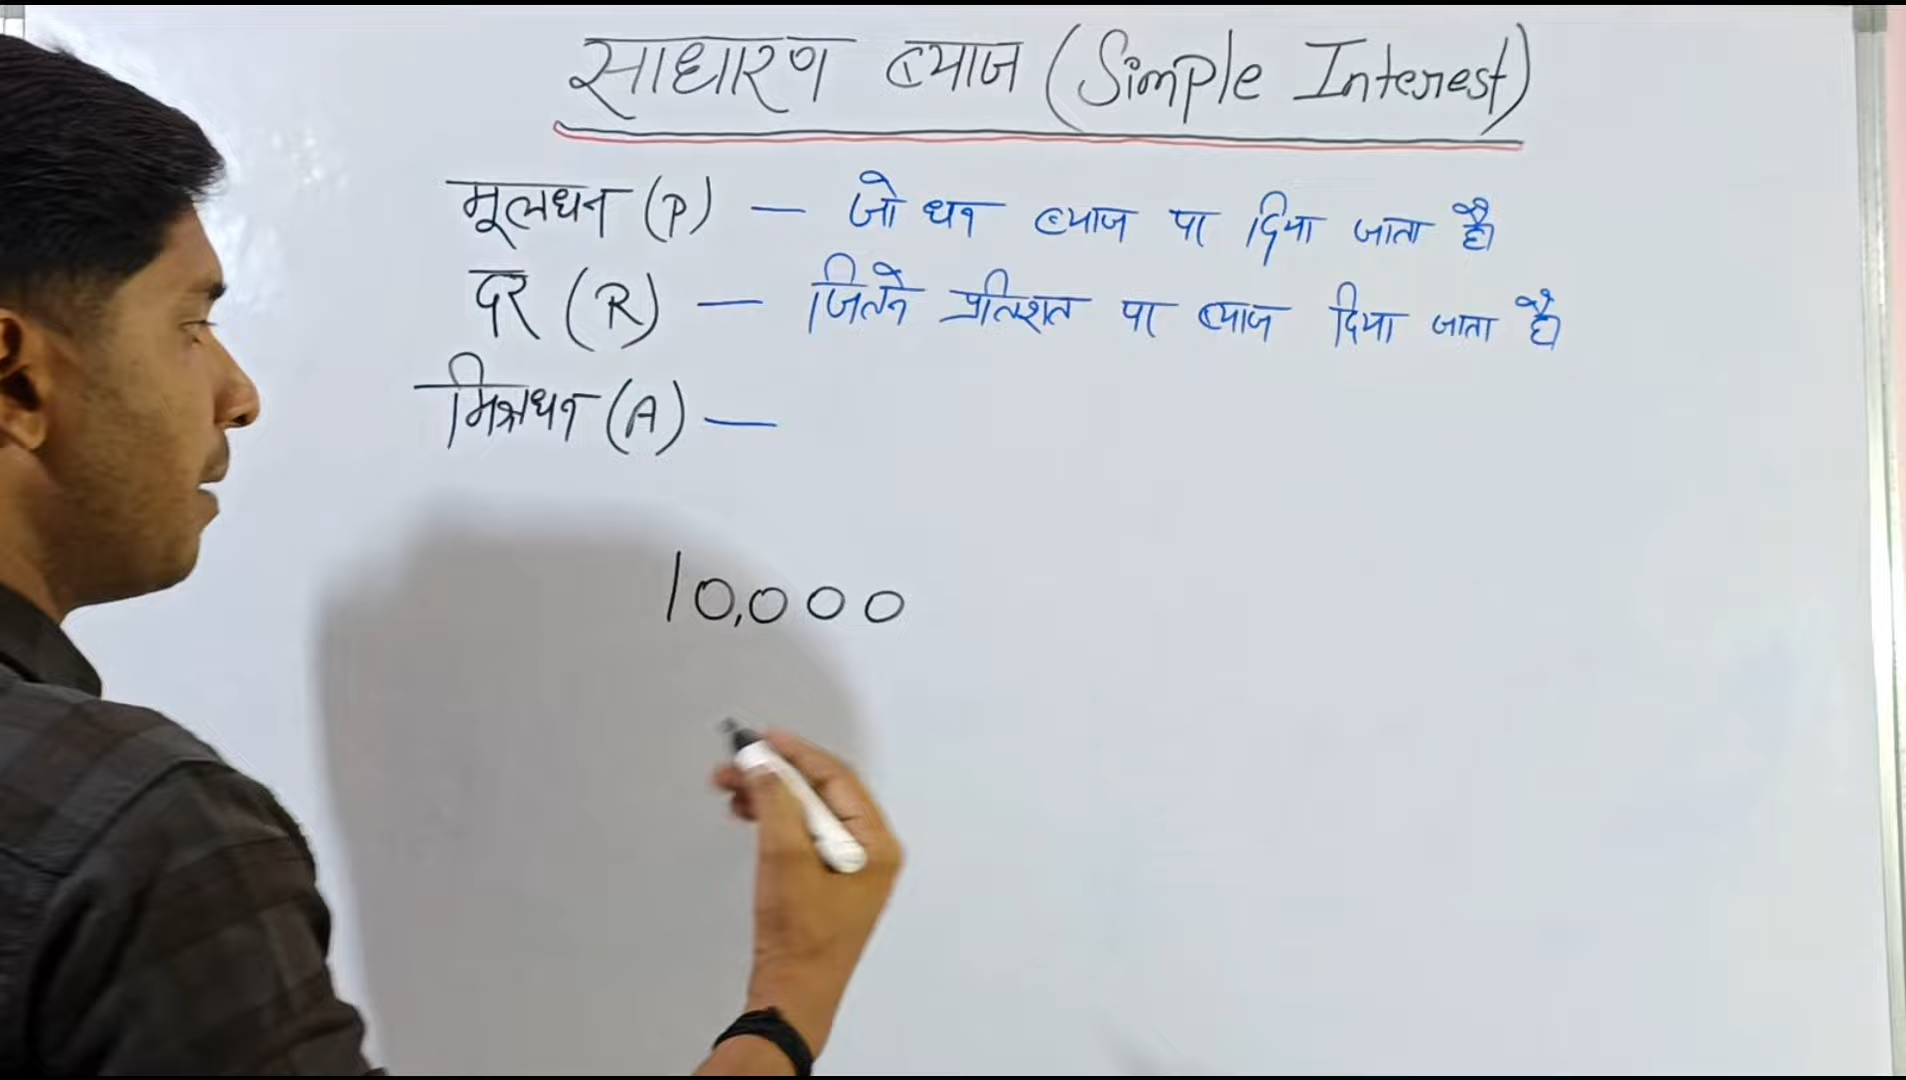 साधारण ब्याज (Simple Interest)
मूलधन (P) — जो धन ब्याज पर दिया जाता है
दर (R) — जितने प्रतिशत पर ब्याज दिया जाता है
मिश्रधन (A) —
10,000